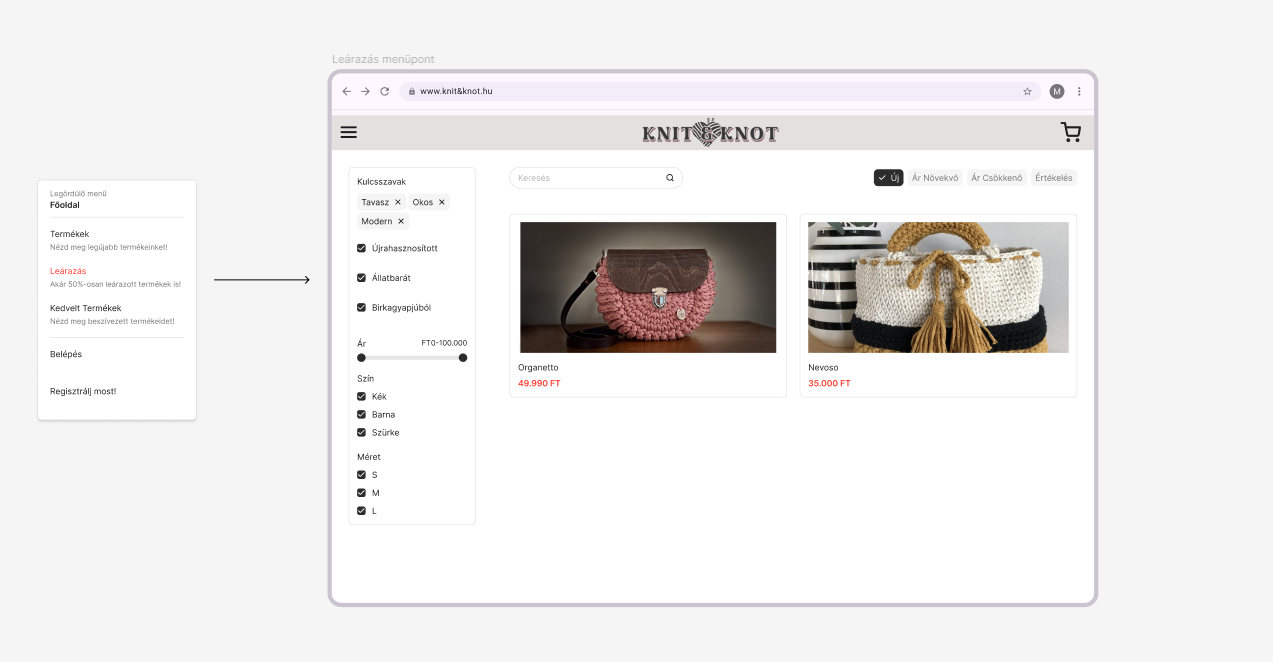 Leárazás menüpont
www.knit&knot.hu
M
KNIT&KNOT
Legördülő menü
Főoldal
Termékek
Nézd meg legújabb termékeinket!
Leárazás
Akár 50%-osan leárazott termékek is!
Kedvelt Termékek
Nézd meg beszívezett termékeidet!
Belépés
Regisztrálj most!
Kulcsszavak
Tavasz
Okos
Modern
Újrahasznosított
Állatbarát
Birkagyapjúból
Ár FT0-100.000
Szín
Kék
Barna
Szürke
Méret
S
M
L
Keresés
Új Ár Növekvő Ár Csökkenő Értékelés
Organetto
49.990 FT
Nevoso
35.000 FT